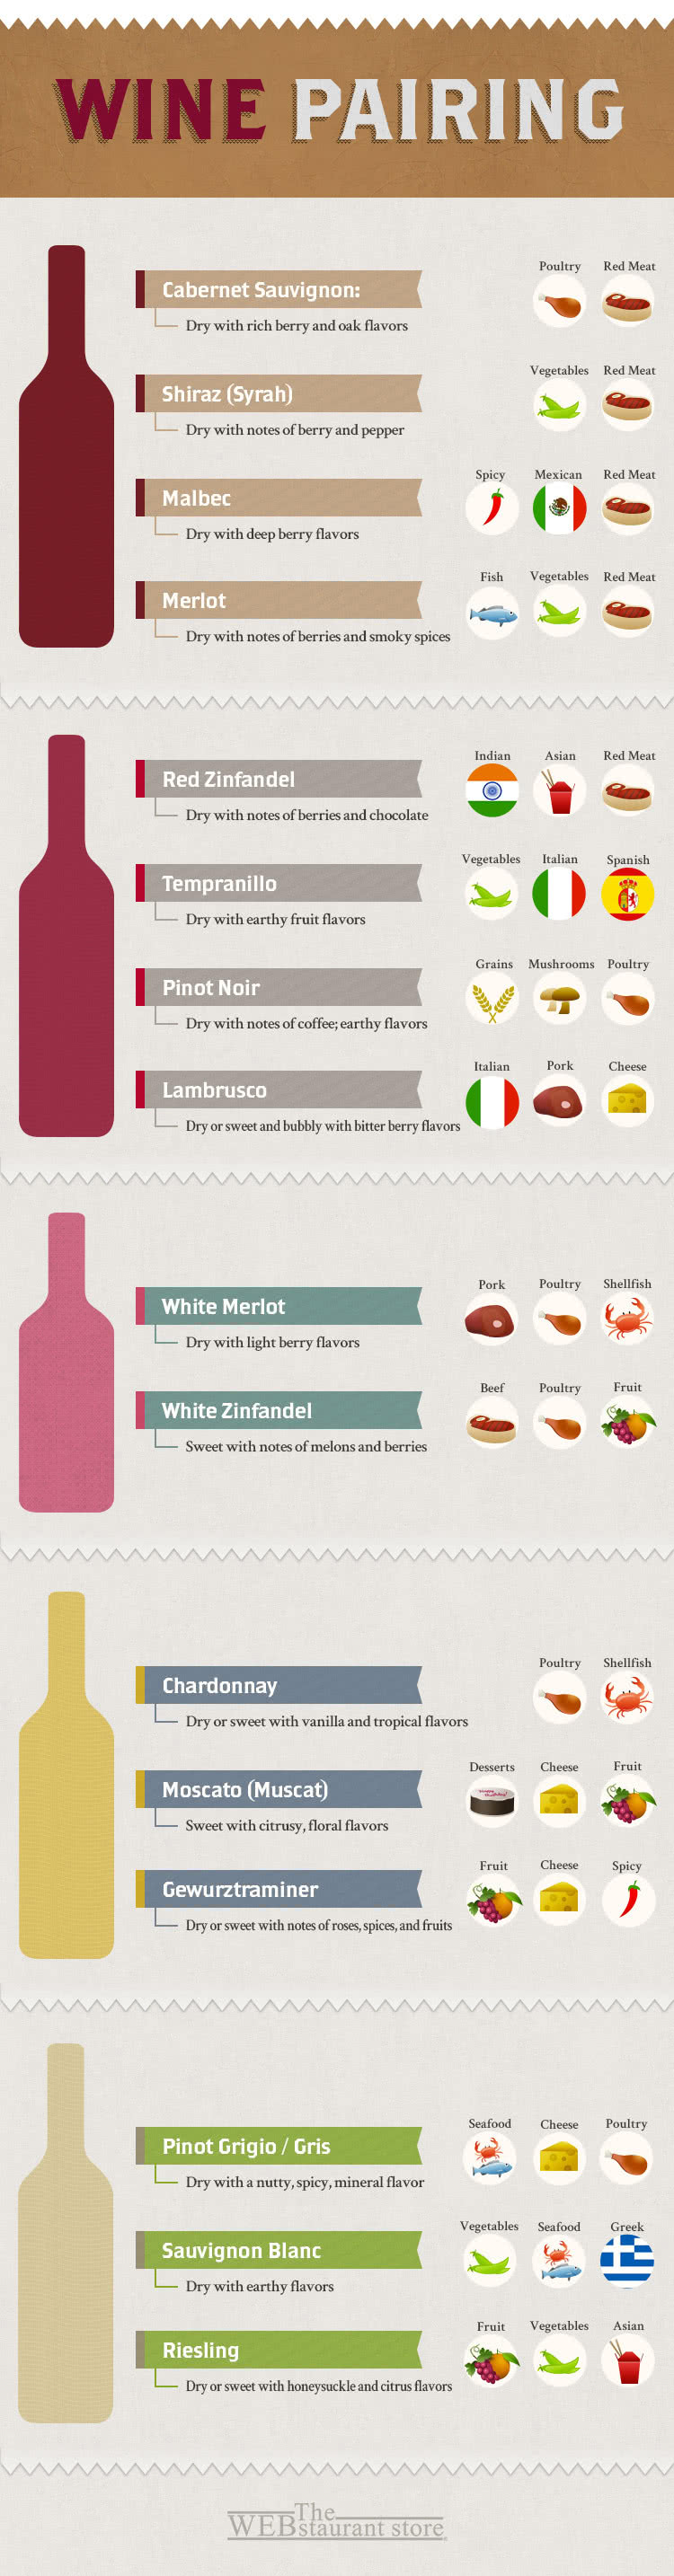 WINE PAIRING
Cabernet Sauvignon:
Dry with rich berry and oak flavors
Poultry Red Meat
Shiraz (Syrah)
Dry with notes of berry and pepper
Vegetables Red Meat
Malbec
Dry with deep berry flavors
Spicy Mexican Red Meat
Merlot
Dry with notes of berries and smoky spices
Fish Vegetables Red Meat
Red Zinfandel
Dry with notes of berries and chocolate
Indian Asian Red Meat
Tempranillo
Dry with earthy fruit flavors
Vegetables Italian Spanish
Pinot Noir
Dry with notes of coffee; earthy flavors
Grains Mushrooms Poultry
Lambrusco
Dry or sweet and bubbly with bitter berry flavors
Italian Pork Cheese
White Merlot
Dry with light berry flavors
Pork Poultry Shellfish
White Zinfandel
Sweet with notes of melons and berries
Beef Poultry Fruit
Chardonnay
Dry or sweet with vanilla and tropical flavors
Poultry Shellfish
Moscato (Muscat)
Sweet with citrusy, floral flavors
Desserts Cheese Fruit
Gewurztraminer
Dry or sweet with notes of roses, spices, and fruits
Fruit Cheese Spicy
Pinot Grigio / Gris
Dry with a nutty, spicy, mineral flavor
Seafood Cheese Poultry
Sauvignon Blanc
Dry with earthy flavors
Vegetables Seafood Greek
Riesling
Dry or sweet with honeysuckle and citrus flavors
Fruit Vegetables Asian
The
WEBstaurant store